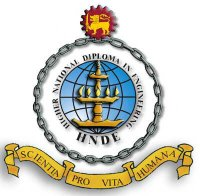 HIGHER NATIONAL DIPLOMA IN ENGINEERING
HNDE
SCIENTIA PRO VITA HUMANA